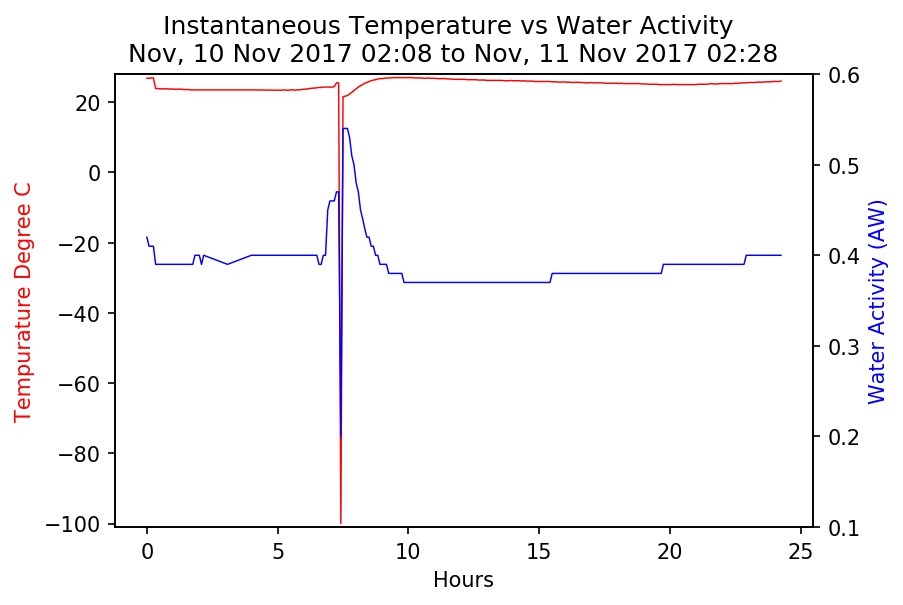 Instantaneous Temperature vs Water Activity
Nov, 10 Nov 2017 02:08 to Nov, 11 Nov 2017 02:28
Tempurature Degree C
20
0
−20
−40
−60
−80
−100
0.6
0.5
0.4
0.3
0.2
0.1
Water Activity (AW)
0 5 10 15 20 25
Hours